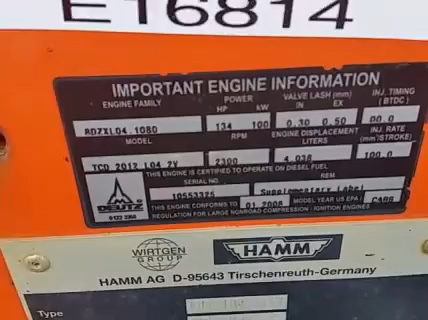 E16814
IMPORTANT ENGINE INFORMATION
ENGINE FAMILY POWER VALVE LASH (mm) INJ. TIMING
HP kW IN EX (BTDC)
8DZXL04.1080 134 100 0.30 0.50 00.0
MODEL RPM ENGINE DISPLACEMENT INJ. RATE
LITERS (mm³/STROKE)
TCD 2012 L04 2V 2300 4.038 100.0
THIS ENGINE IS CERTIFIED TO OPERATE ON DIESEL FUEL
SERIAL NO. REM
10553375 Supplementary Label
DEUTZ THIS ENGINE CONFORMS TO 01.2008 MODEL YEAR US EPA / CARB
REGULATION FOR LARGE NONROAD COMPRESSION - IGNITION ENGINES
WIRTGEN GROUP HAMM
HAMM AG D-95643 Tirschenreuth-Germany
Type